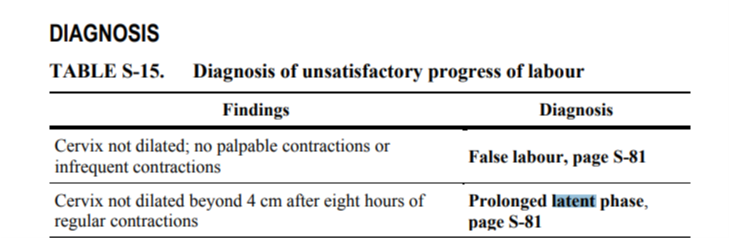 DIAGNOSIS
TABLE S-15. Diagnosis of unsatisfactory progress of labour
Findings Diagnosis
Cervix not dilated; no palpable contractions or
infrequent contractions
False labour, page S-81
Cervix not dilated beyond 4 cm after eight hours of
regular contractions
Prolonged latent phase,
page S-81